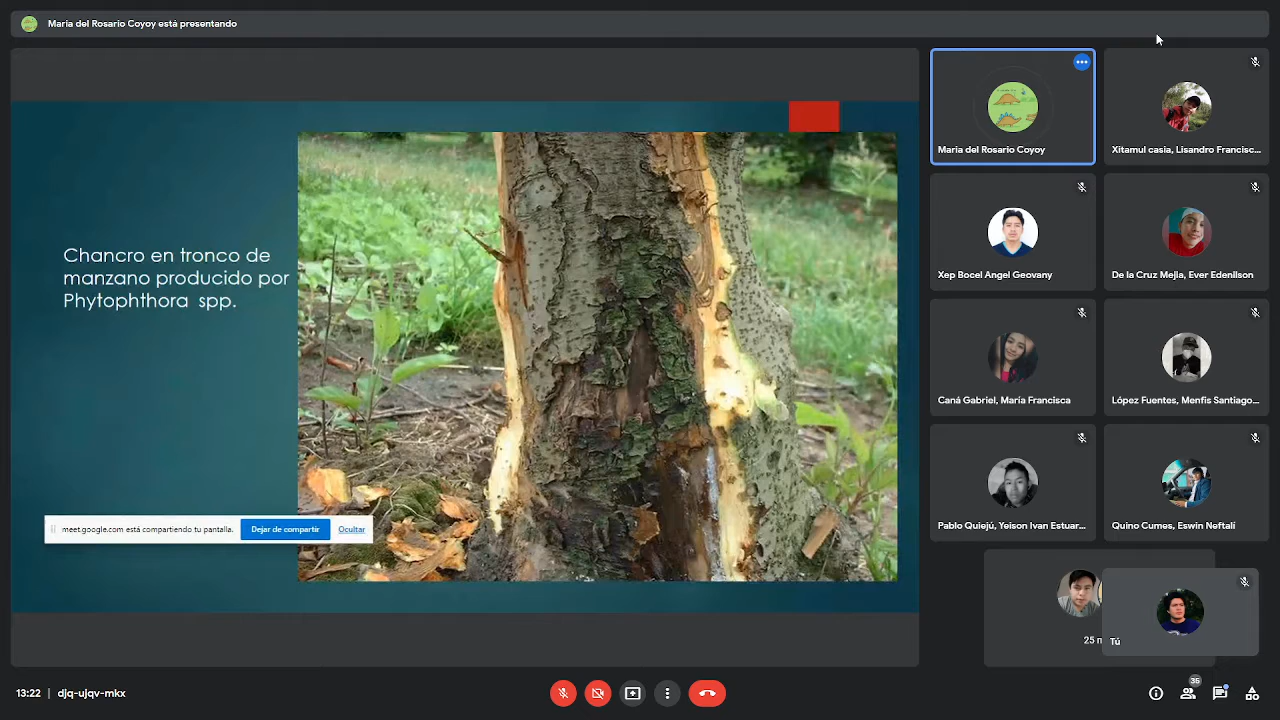 Maria del Rosario Coyoy está presentando
Chancro en tronco de
manzano producido por
Phytophthora spp.
meet.google.com está compartiendo tu pantalla.
Dejar de compartir
Ocultar
Maria del Rosario Coyoy
Xitamul casia, Lisandro Francisc...
Xep Bocel Angel Geovany
De la Cruz Mejia, Ever Edenilson
Caná Gabriel, María Francisca
López Fuentes, Menfis Santiago...
Pablo Quiejú, Yeison Ivan Estuar...
Quino Cumes, Eswin Neftali
25 m
Tú
13:22 | djq-ujqv-mkx
35